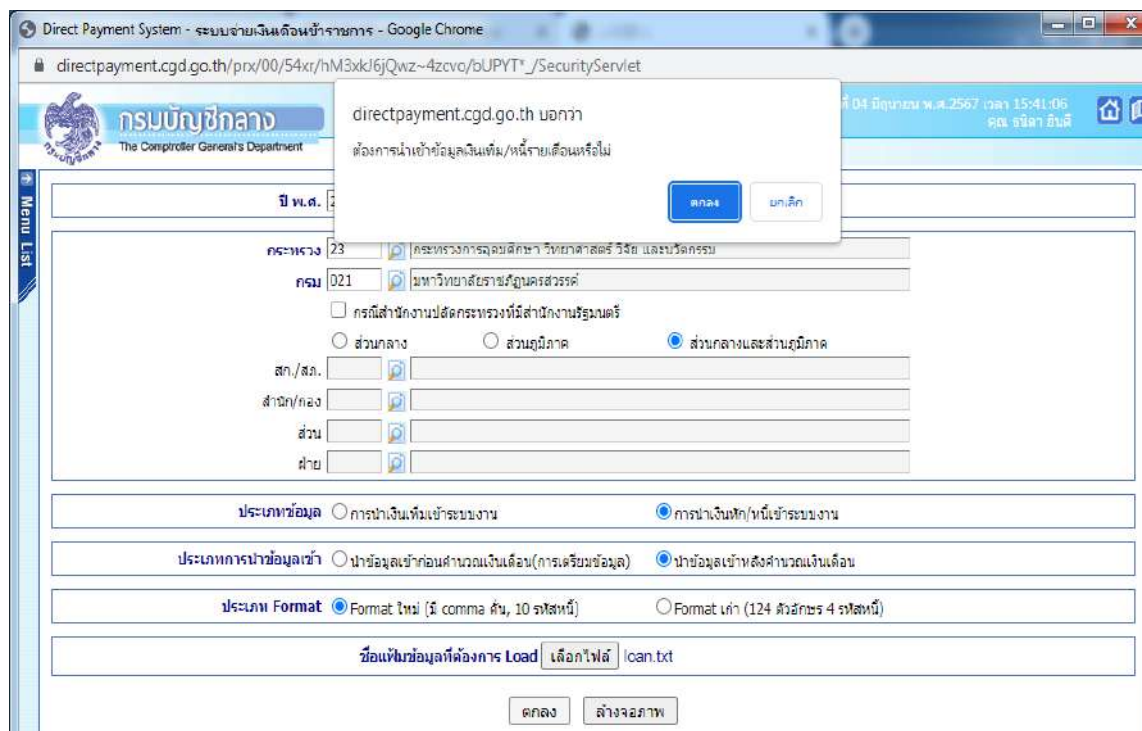 Direct Payment System - ระบบจ่ายเงินเดือนข้าราชการ - Google Chrome
directpayment.cgd.go.th/prx/00/54xr/hM3xkJ6jQwz~4zcvo/bUPYT*_/SecurityServlet
กรมบัญชีกลาง
The Comptroller General's Department
04 มิถุนายน พ.ศ.2567 เวลา 15:41:06
คุณ
directpayment.cgd.go.th บอกว่า
ต้องการนำเข้าข้อมูลเงินเพิ่ม/หนี้รายเดือนหรือไม่
ตกลง ยกเลิก
Menu List
ปี พ.ศ.
กระทรวง 23 กระทรวงการอุดมศึกษา วิทยาศาสตร์ วิจัย และนวัตกรรม
กรม 021 มหาวิทยาลัยราชภัฏนครสวรรค์
กรณีสำนักงานปลัดกระทรวงที่มีสำนักงานรัฐมนตรี
ส่วนกลาง ส่วนภูมิภาค ส่วนกลางและส่วนภูมิภาค
สก./สภ.
สำนัก/กอง
ส่วน
ฝ่าย
ประเภทข้อมูล การนำเงินเพิ่มเข้าระบบงาน การนำเงินหัก/หนี้เข้าระบบงาน
ประเภทการนำข้อมูลเข้า นำข้อมูลเข้าก่อนคำนวณเงินเดือน(การเตรียมข้อมูล) นำข้อมูลเข้าหลังคำนวณเงินเดือน
ประเภท Format Format ใหม่ (มี comma คั่น, 10 รหัสหนี้) Format เก่า (124 ตัวอักษร 4 รหัสหนี้)
ชื่อแฟ้มข้อมูลที่ต้องการ Load เลือกไฟล์ loan.txt
ตกลง ล้างจอภาพ